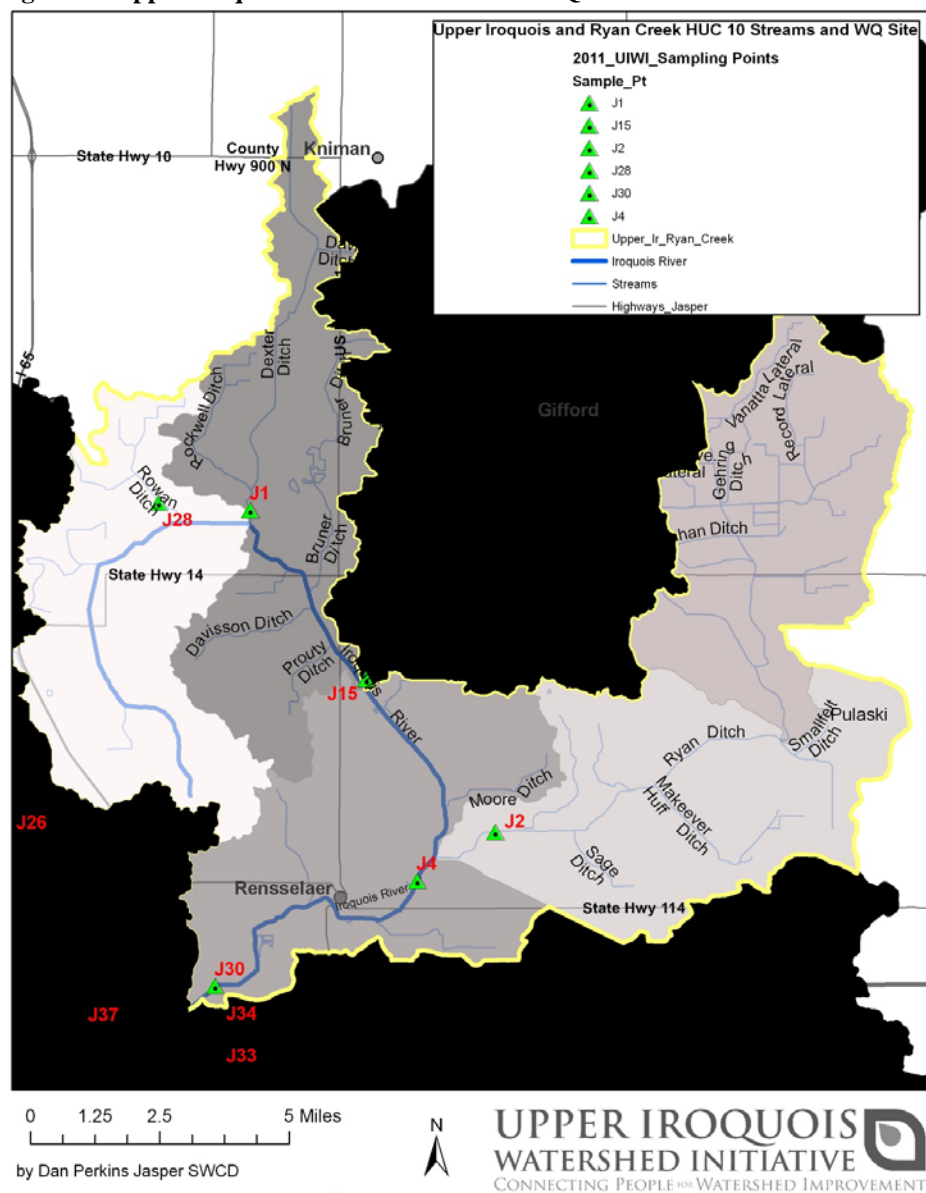 Upper Iroquois and Ryan Creek HUC 10 Streams and WQ Site
2011_UIWI_Sampling Points
Sample_Pt
J1
J15
J2
J28
J30
J4
Upper_Ir_Ryan_Creek
Iroquois River
Streams
Highways_Jasper
State Hwy 10
County
Hwy 900 N
Kniman
Ditch
I 65
Dexter
Ditch
US
Rockwell Ditch
Bruner
Gifford
Vanatta Lateral
Record Lateral
Gehring
Ditch
han Ditch
Rowan
Ditch
J28
J1
Bruner
Ditch
State Hwy 14
Davisson Ditch
Prouty
Ditch
Iroquois
River
J15
Smallfelt
Ditch
Pulaski
Ryan Ditch
Makeever
Huff Ditch
Moore Ditch
J2
Sage
Ditch
J26
J4
Rensselaer
Iroquois River
State Hwy 114
J30
J37
J34
J33
0 1.25 2.5 5 Miles
by Dan Perkins Jasper SWCD
N
UPPER IROQUOIS
WATERSHED INITIATIVE
CONNECTING PEOPLE FOR WATERSHED IMPROVEMENT